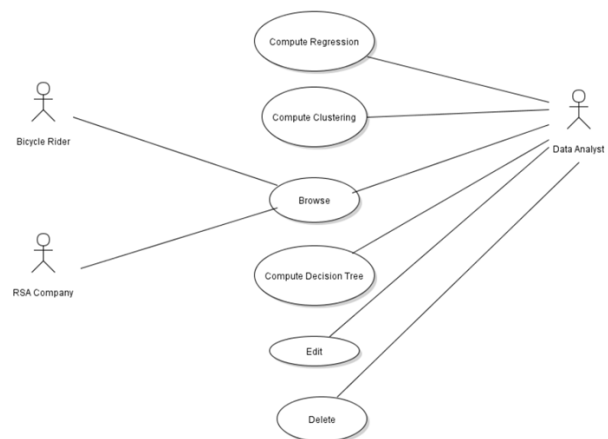 Compute Regression
Compute Clustering
Bicycle Rider
Data Analyst
Browse
Compute Decision Tree
RSA Company
Edit
Delete